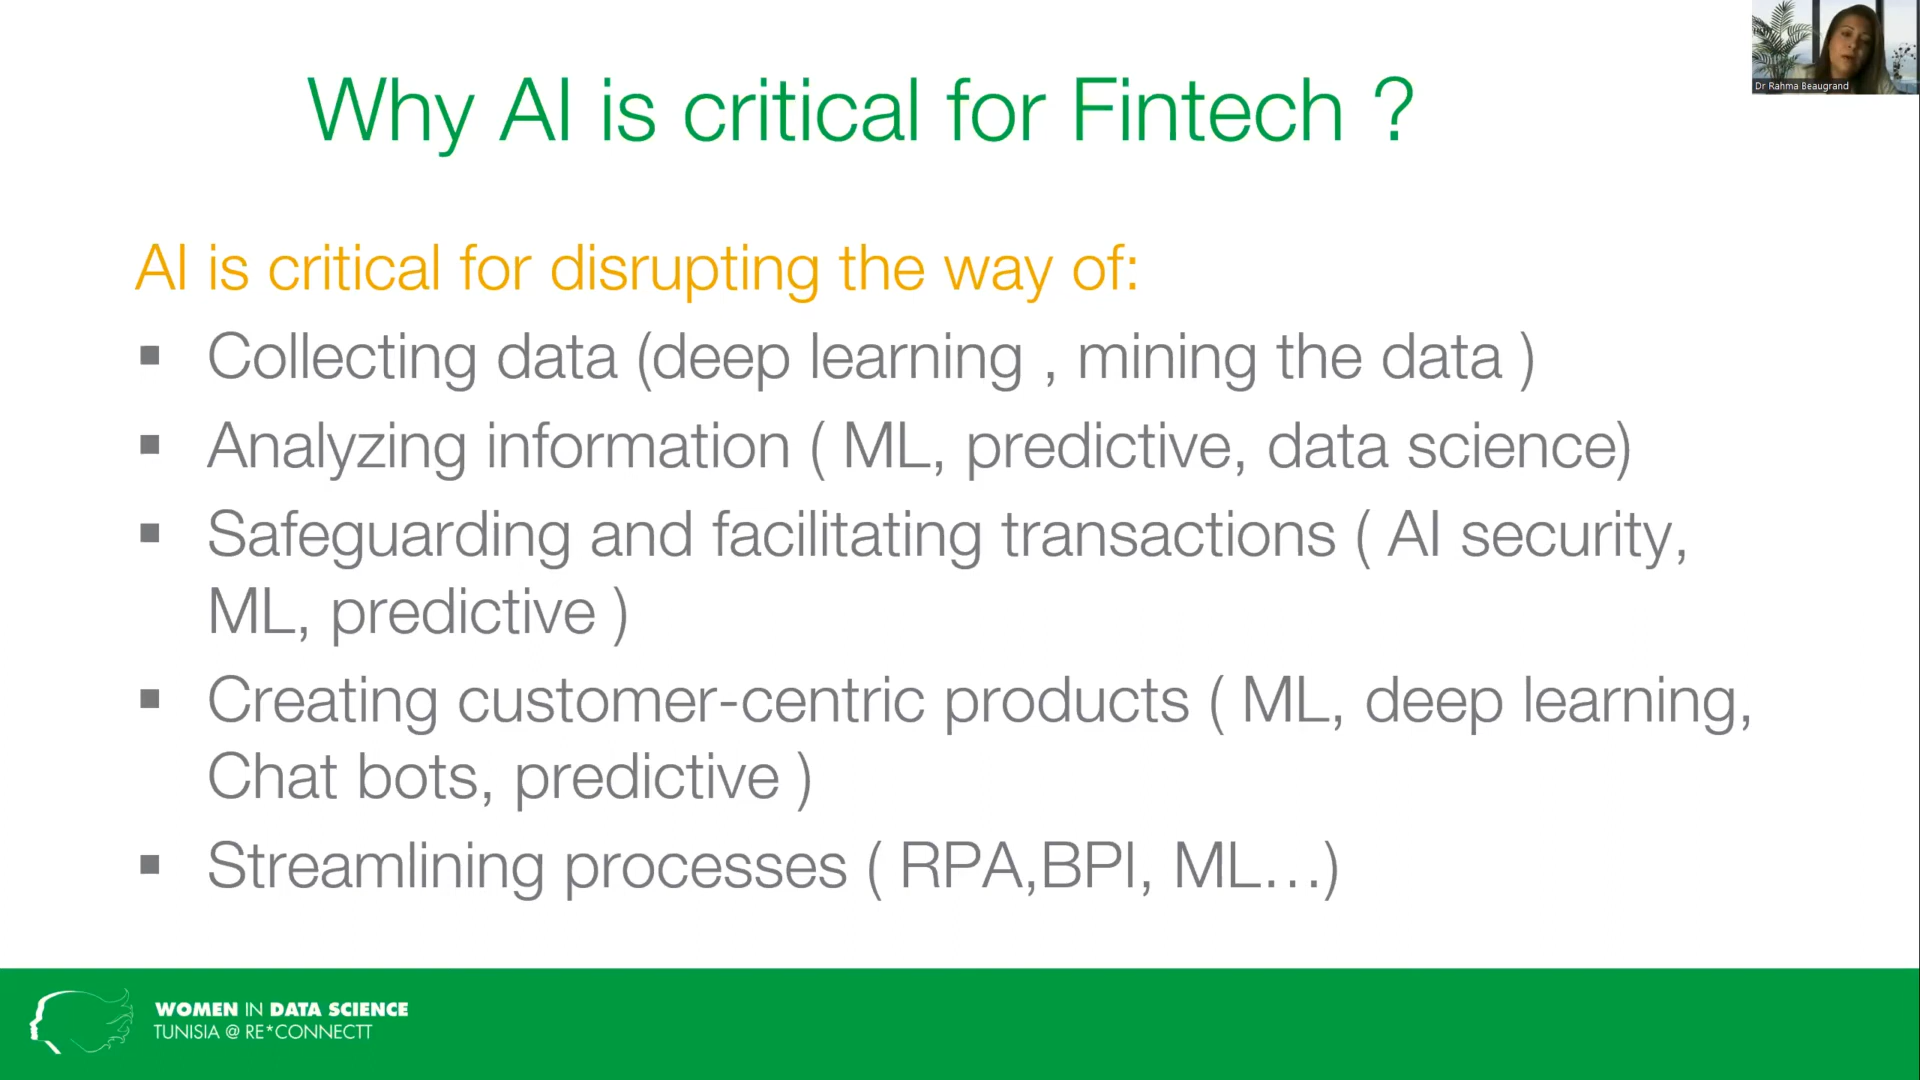 Why AI is critical for Fintech ?
Dr Rahma Beaugrand
AI is critical for disrupting the way of:
▪ Collecting data (deep learning , mining the data )
▪ Analyzing information ( ML, predictive, data science)
▪ Safeguarding and facilitating transactions ( AI security,
ML, predictive )
▪ Creating customer-centric products ( ML, deep learning,
Chat bots, predictive )
▪ Streamlining processes ( RPA,BPI, ML...)
WOMEN IN DATA SCIENCE
TUNISIA @ RE*CONNECTT